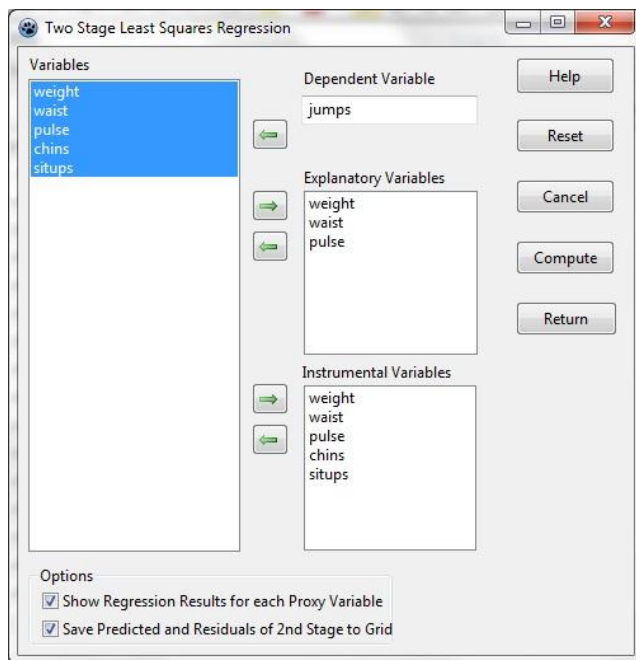 Two Stage Least Squares Regression
Variables
weight
waist
pulse
chins
situps
Dependent Variable
jumps
Explanatory Variables
weight
waist
pulse
Instrumental Variables
weight
waist
pulse
chins
situps
Help
Reset
Cancel
Compute
Return
Options
Show Regression Results for each Proxy Variable
Save Predicted and Residuals of 2nd Stage to Grid